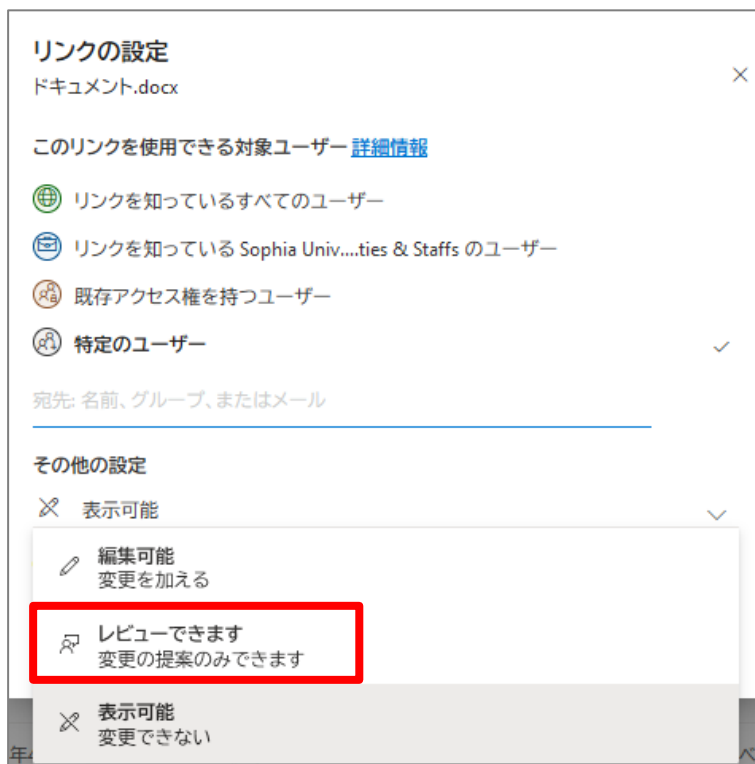 リンクの設定
ドキュメント.docx
このリンクを使用できる対象ユーザー 詳細情報
リンクを知っているすべてのユーザー
リンクを知っている Sophia Univ....ties & Staffs のユーザー
既存アクセス権を持つユーザー
特定のユーザー
宛先: 名前、グループ、またはメール
その他の設定
表示可能
編集可能
変更を加える
レビューできます
変更の提案のみできます
表示可能
変更できない
年